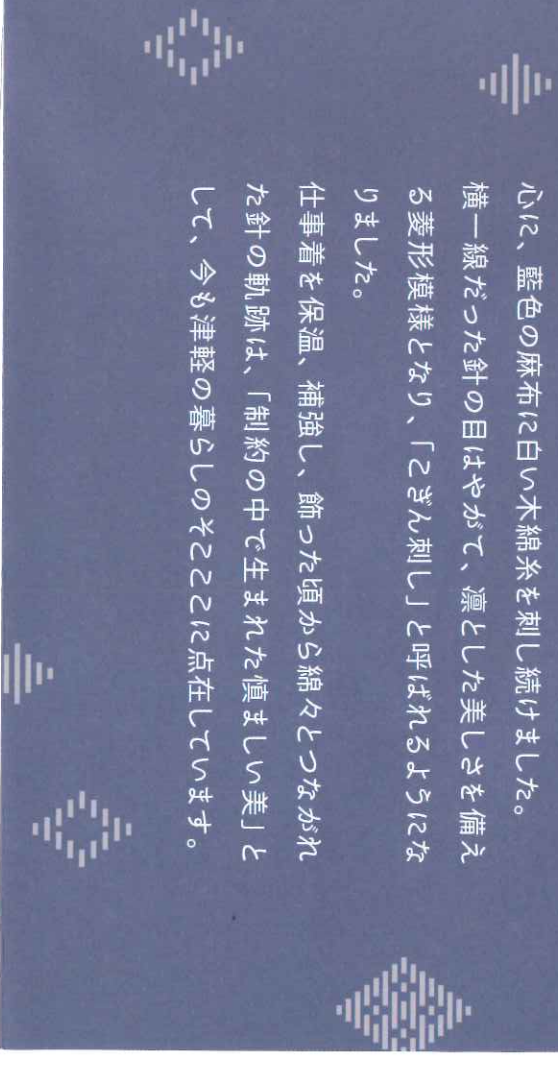 心に、藍色の麻布に白い木綿糸を刺し続けました。
横一線だった針の目はやがて、凛とした美しさを備え
る菱形模様となり、「こぎん刺し」と呼ばれるようにな
りました。
仕事着を保温、補強し、飾った頃から綿々とつながれ
た針の軌跡は、「制約の中で生まれた慎ましい美」と
して、今も津軽の暮らしのそここに点在しています。